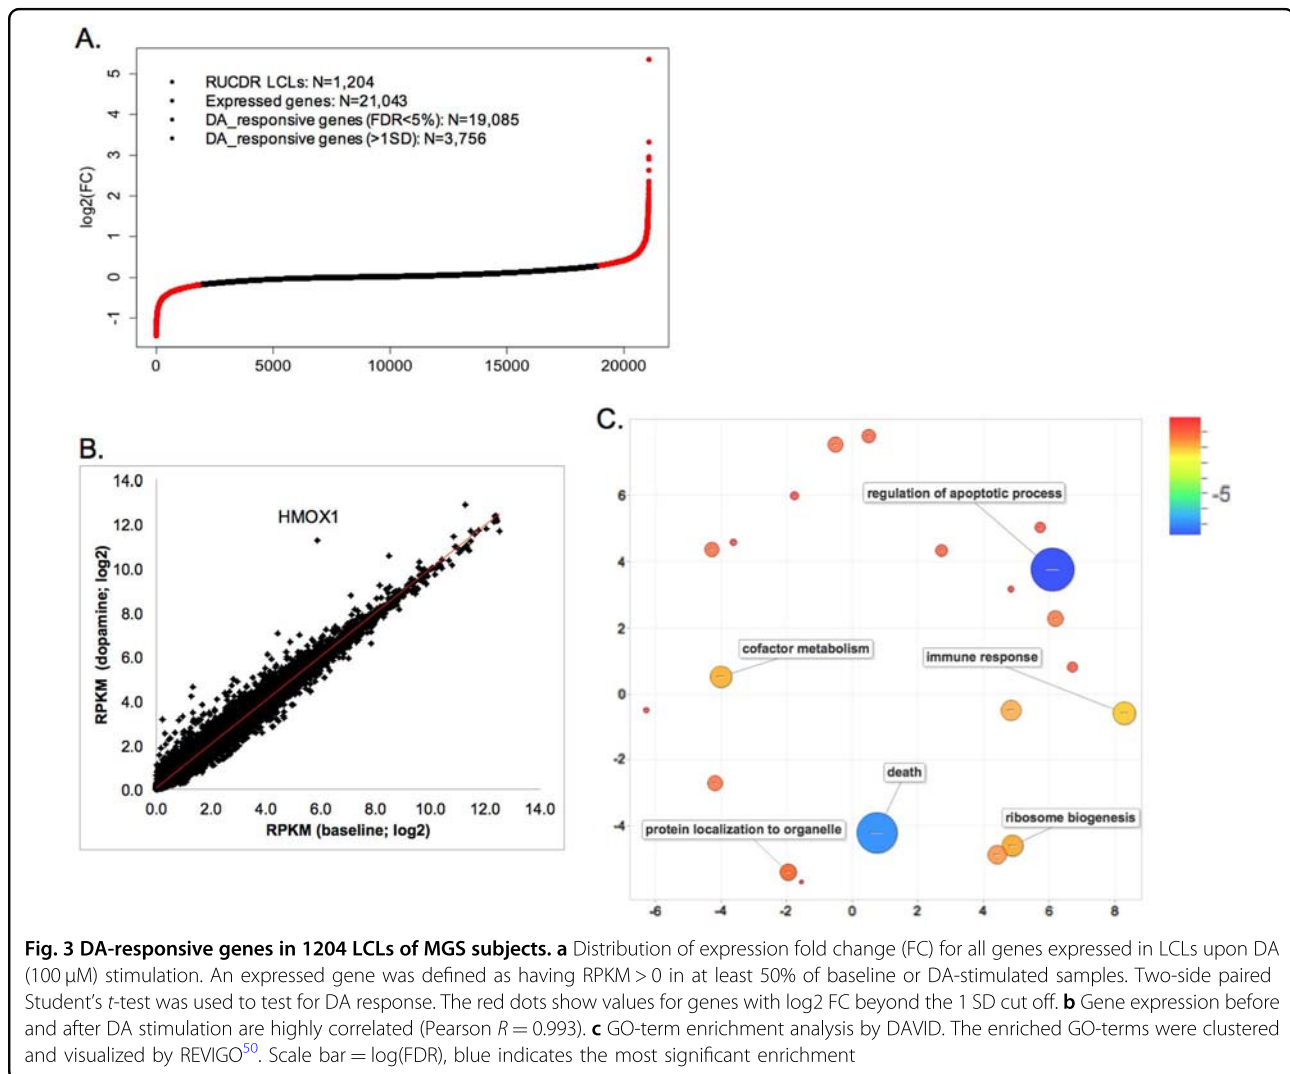 A.
RUCDR LCLs: N=1,204
Expressed genes: N=21,043
DA_responsive genes (FDR<5%): N=19,085
DA_responsive genes (>1SD): N=3,756
log2(FC)
5
4
3
2
1
0
-1
0 5000 10000 15000 20000
B.
14.0
12.0
10.0
8.0
6.0
4.0
2.0
0.0
HMOX1
RPKM (dopamine; log2)
0.0 2.0 4.0 6.0 8.0 10.0 12.0 14.0
RPKM (baseline; log2)
C.
6
4
2
0
-2
-4
regulation of apoptotic process
cofactor metabolism
immune response
death
protein localization to organelle
ribosome biogenesis
-6 -4 -2 0 2 4 6 8
-5
Fig. 3 DA-responsive genes in 1204 LCLs of MGS subjects. a Distribution of expression fold change (FC) for all genes expressed in LCLs upon DA
(100 µM) stimulation. An expressed gene was defined as having RPKM > 0 in at least 50% of baseline or DA-stimulated samples. Two-side paired
Student's t-test was used to test for DA response. The red dots show values for genes with log2 FC beyond the 1 SD cut off. b Gene expression before
and after DA stimulation are highly correlated (Pearson R = 0.993). c GO-term enrichment analysis by DAVID. The enriched GO-terms were clustered
and visualized by REVIGO50. Scale bar = log(FDR), blue indicates the most significant enrichment